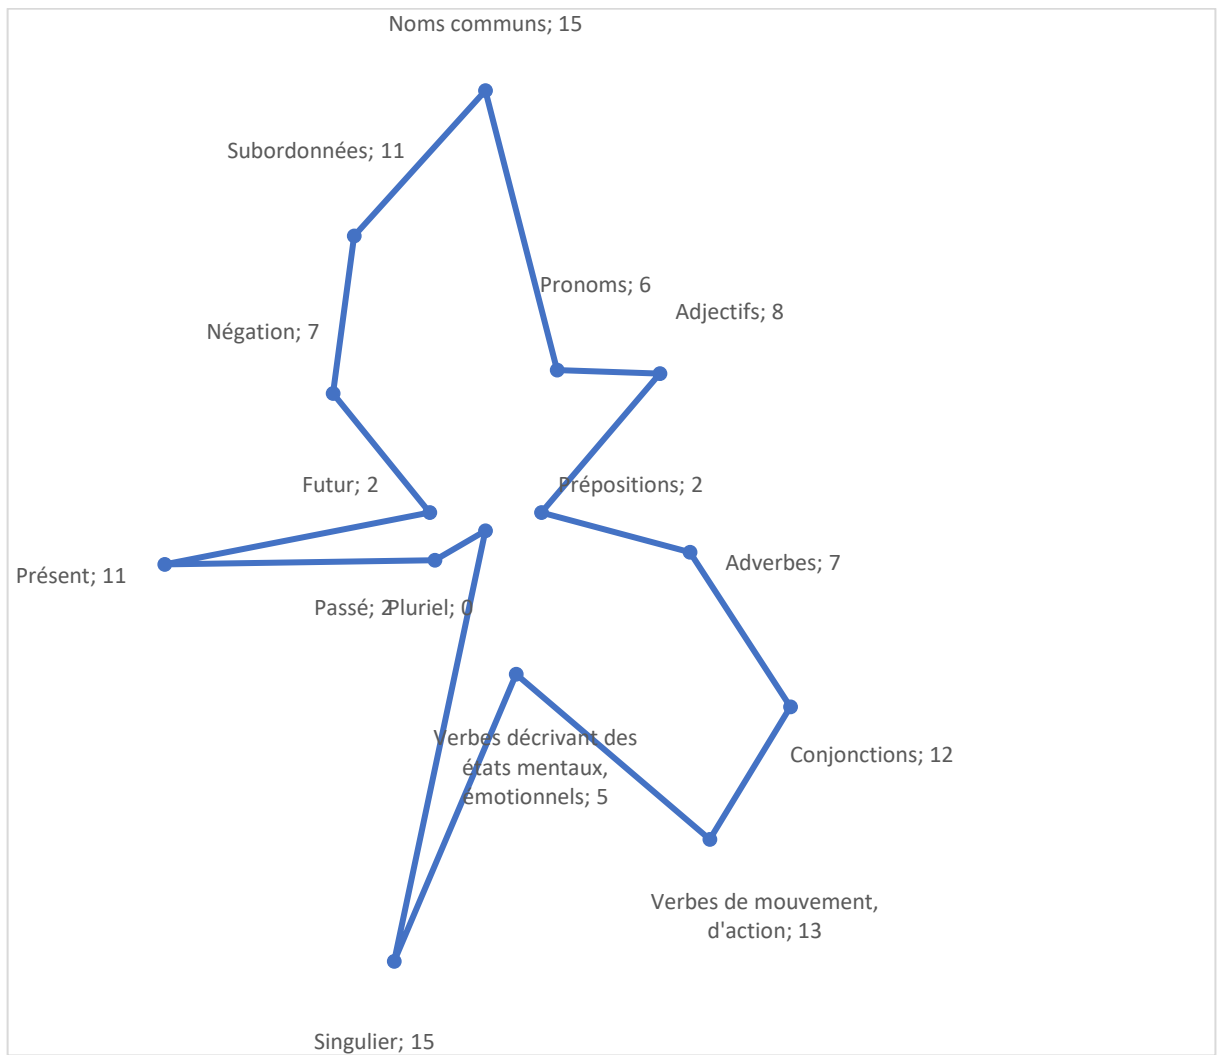 Noms communs; 15
Subordonnées; 11
Pronoms; 6
Adjectifs; 8
Négation; 7
Futur; 2
Prépositions; 2
Adverbes; 7
Présent; 11
Passé; 2
Pluriel; 0
Verbes décrivant des
états mentaux,
émotionnels; 5
Conjonctions; 12
Verbes de mouvement,
d'action; 13
Singulier; 15